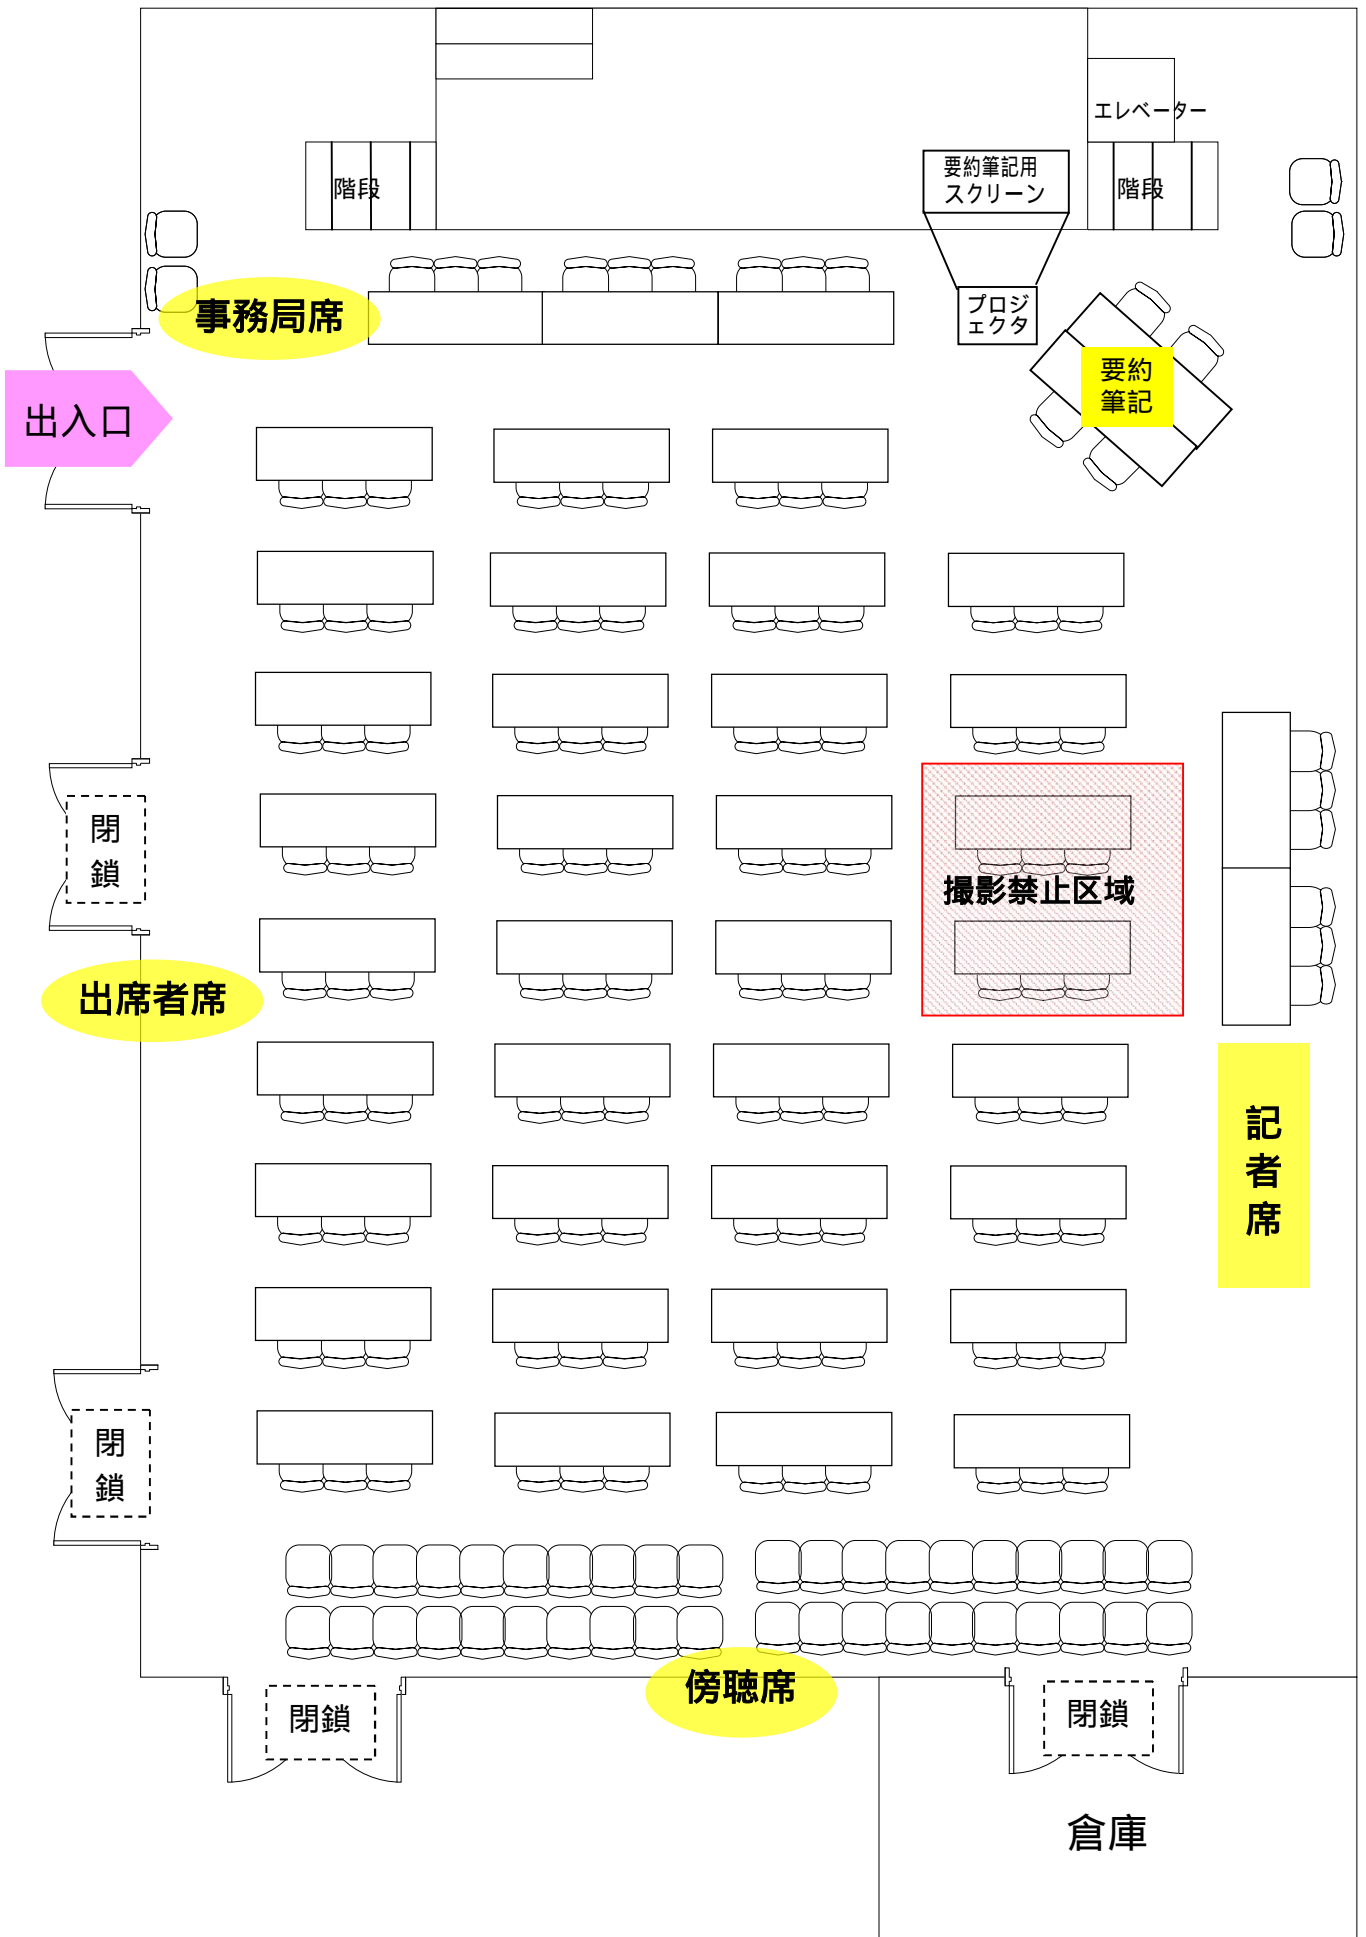 エレベーター
要約筆記用
スクリーン
階段
階段
事務局席
プロジ
ェクタ
要約
筆記
出入口
閉
鎖
撮影禁止区域
出席者席
記
者
席
閉
鎖
傍聴席
閉鎖
閉鎖
倉庫